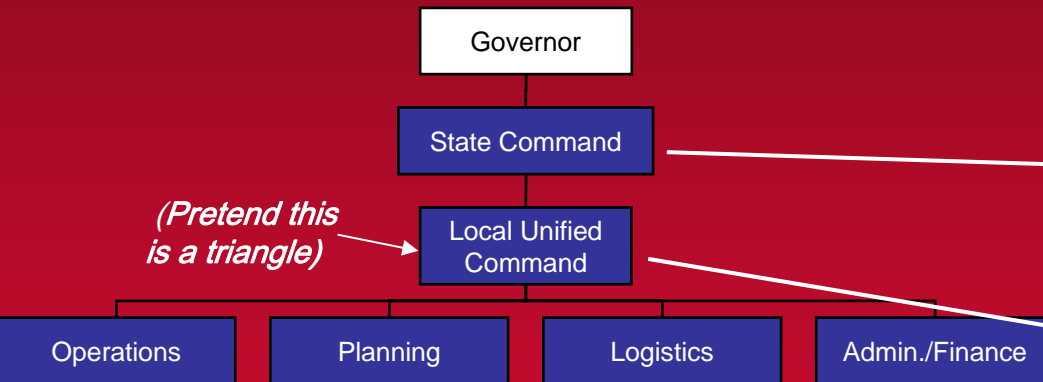 Governor
State Command
(Pretend this
is a triangle)
Local Unified
Command
Operations
Planning
Logistics
Admin./Finance